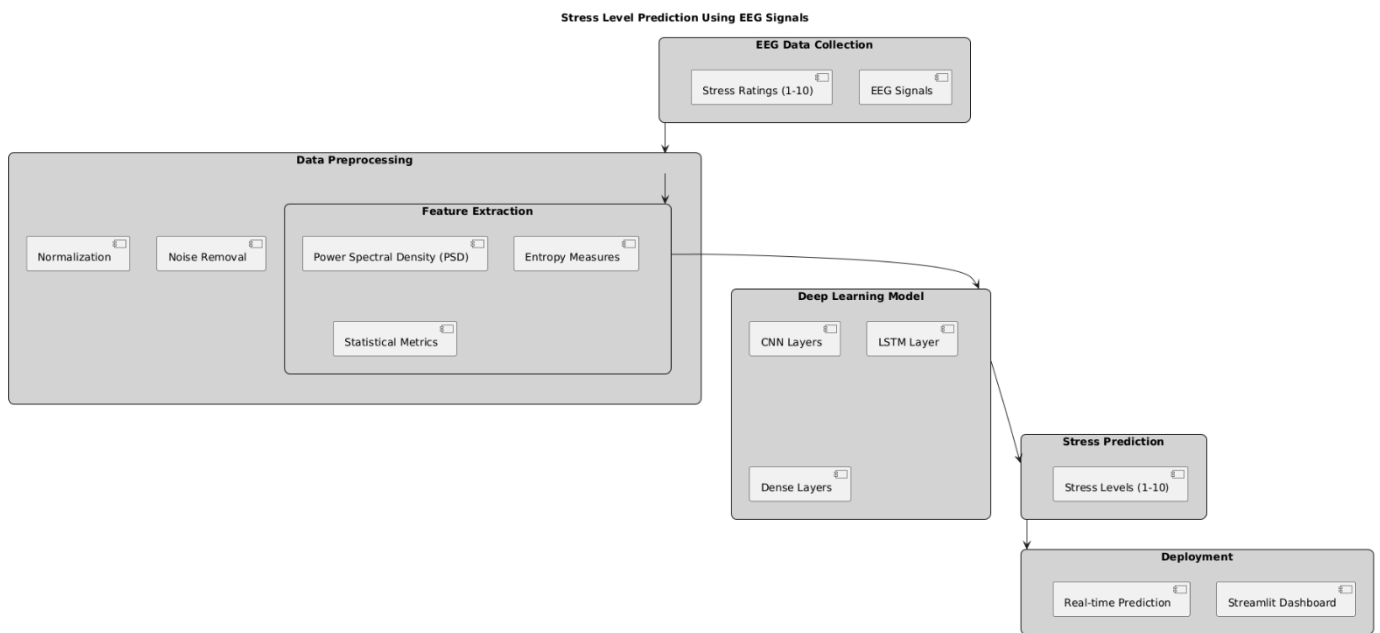 Stress Level Prediction Using EEG Signals
EEG Data Collection
Stress Ratings (1-10)
EEG Signals
Data Preprocessing
Normalization
Noise Removal
Feature Extraction
Power Spectral Density (PSD)
Entropy Measures
Statistical Metrics
Deep Learning Model
CNN Layers
LSTM Layer
Dense Layers
Stress Prediction
Stress Levels (1-10)
Deployment
Real-time Prediction
Streamlit Dashboard